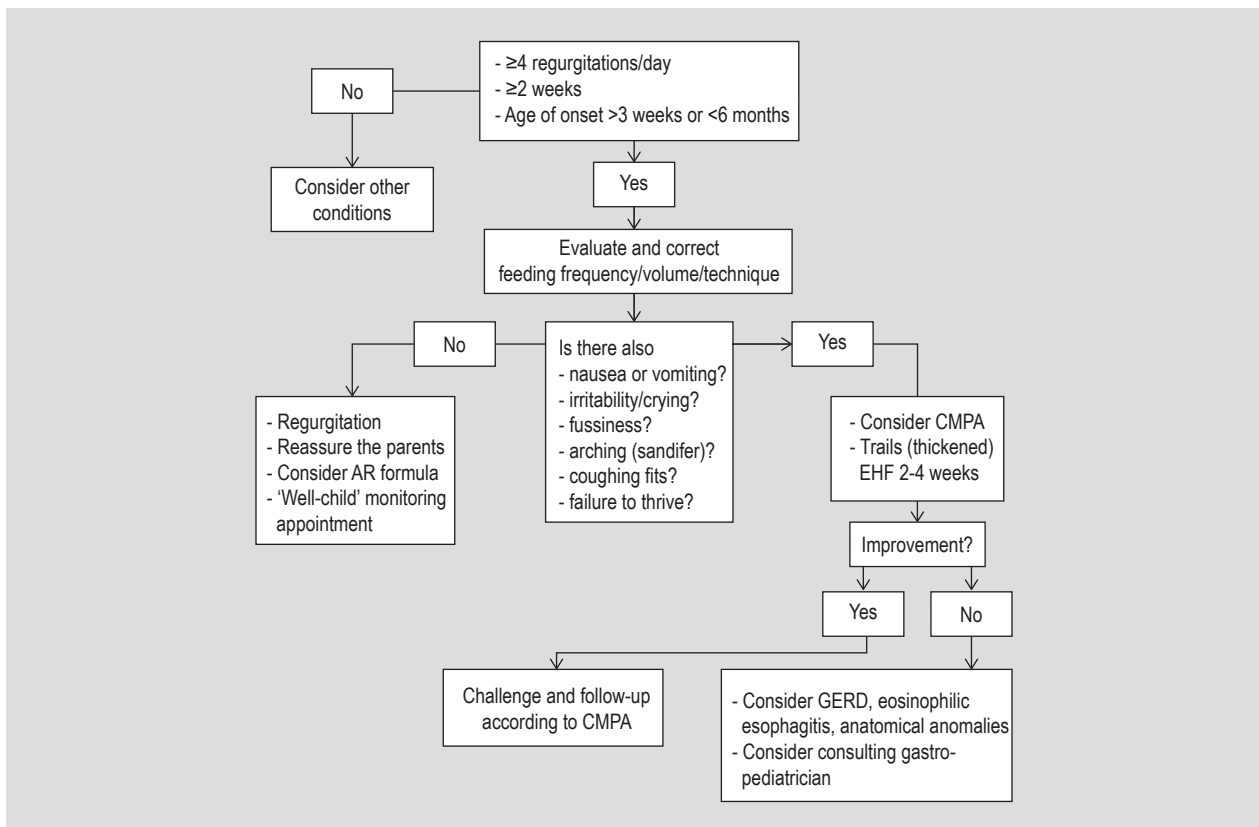 - ≥4 regurgitations/day
- ≥2 weeks
- Age of onset >3 weeks or <6 months
No
Consider other
conditions
Yes
Evaluate and correct
feeding frequency/volume/technique
No
Is there also
- nausea or vomiting?
- irritability/crying?
- fussiness?
- arching (sandifer)?
- coughing fits?
- failure to thrive?
Yes
- Regurgitation
- Reassure the parents
- Consider AR formula
- ‘Well-child’ monitoring
appointment
- Consider CMPA
- Trails (thickened)
EHF 2-4 weeks
Improvement?
Yes
No
Challenge and follow-up
according to CMPA
- Consider GERD, eosinophilic
esophagitis, anatomical anomalies
- Consider consulting gastro-
pediatrician